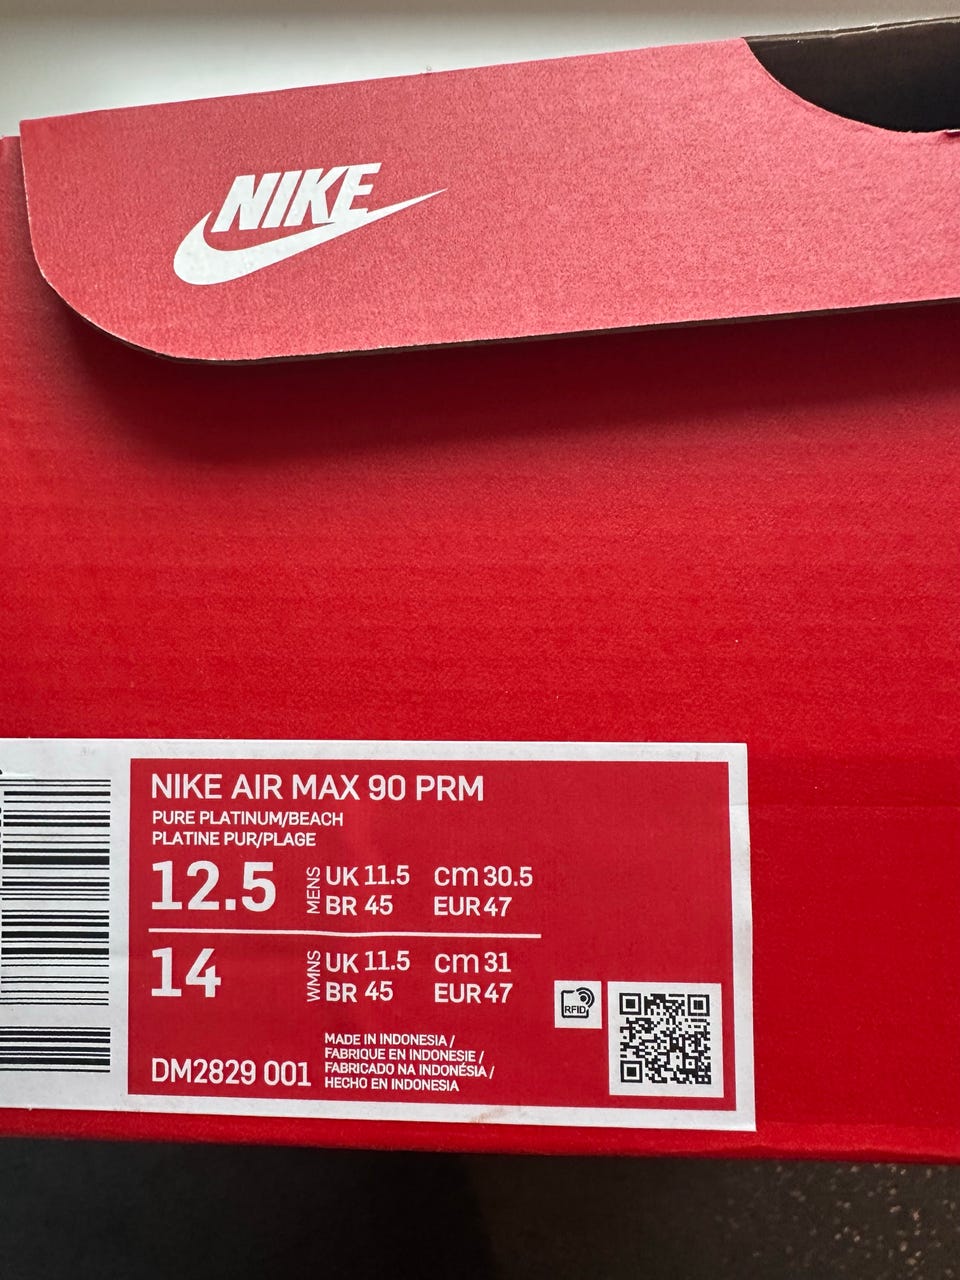 NIKE
NIKE AIR MAX 90 PRM
PURE PLATINUM/BEACH
PLATINE PUR/PLAGE
12.5 MENS UK 11.5 cm 30.5
BR 45 EUR 47
14 WMNS UK 11.5 cm 31
BR 45 EUR 47
RFID
DM2829 001
MADE IN INDONESIA /
FABRIQUE EN INDONESIE /
FABRICADO NA INDONÉSIA /
HECHO EN INDONESIA